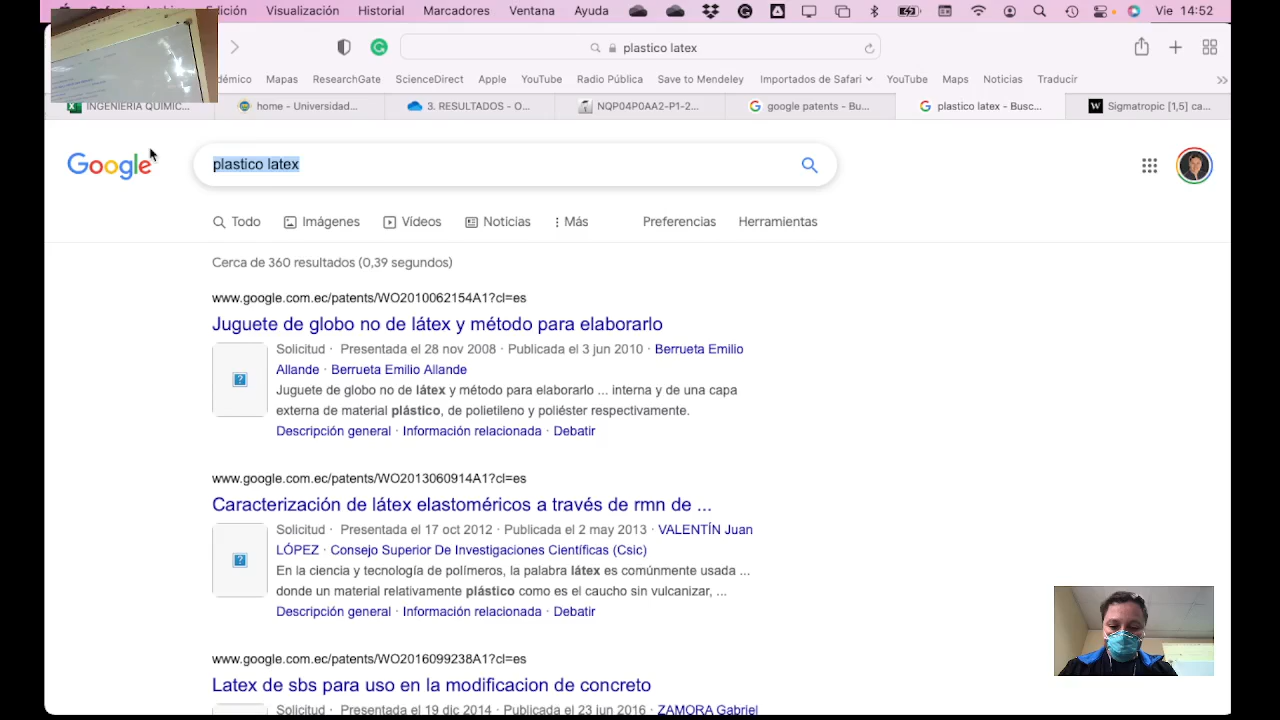 Edición Visualización Historial Marcadores Ventana Ayuda Vie 14:52
plastico latex
démico Mapas ResearchGate ScienceDirect Apple YouTube Radio Pública Save to Mendeley Importados de Safari YouTube Maps Noticias Traducir
INGENIERIA QUIMIC... home - Universidad... 3. RESULTADOS - O... NQP04P0AA2-P1-2... google patents - Bu... plastico latex - Busc... Sigmatropic [1,5] ca...
Google plastico latex
Todo Imágenes Vídeos Noticias Más Preferencias Herramientas
Cerca de 360 resultados (0,39 segundos)
www.google.com.ec/patents/WO2010062154A1?cl=es
Juguete de globo no de látex y método para elaborarlo
Solicitud · Presentada el 28 nov 2008 · Publicada el 3 jun 2010 · Berrueta Emilio
Allande · Berrueta Emilio Allande
Juguete de globo no de látex y método para elaborarlo ... interna y de una capa
externa de material plástico, de polietileno y poliéster respectivamente.
Descripción general · Información relacionada · Debatir
www.google.com.ec/patents/WO2013060914A1?cl=es
Caracterización de látex elastoméricos a través de rmn de ...
Solicitud · Presentada el 17 oct 2012 · Publicada el 2 may 2013 · VALENTÍN Juan
LÓPEZ · Consejo Superior De Investigaciones Científicas (Csic)
En la ciencia y tecnología de polímeros, la palabra látex es comúnmente usada ...
donde un material relativamente plástico como es el caucho sin vulcanizar, ...
Descripción general · Información relacionada · Debatir
www.google.com.ec/patents/WO2016099238A1?cl=es
Latex de sbs para uso en la modificacion de concreto
Solicitud · Presentada el 19 dic 2014 · Publicada el 23 jun 2016 · ZAMORA Gabriel